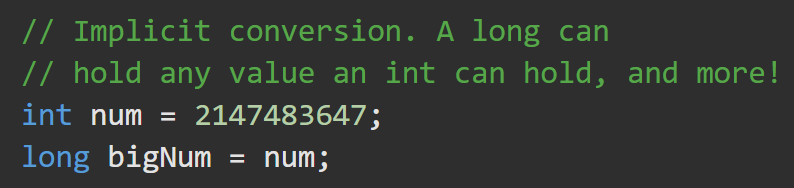 // Implicit conversion. A long can
// hold any value an int can hold, and more!
int num = 2147483647;
long bigNum = num;